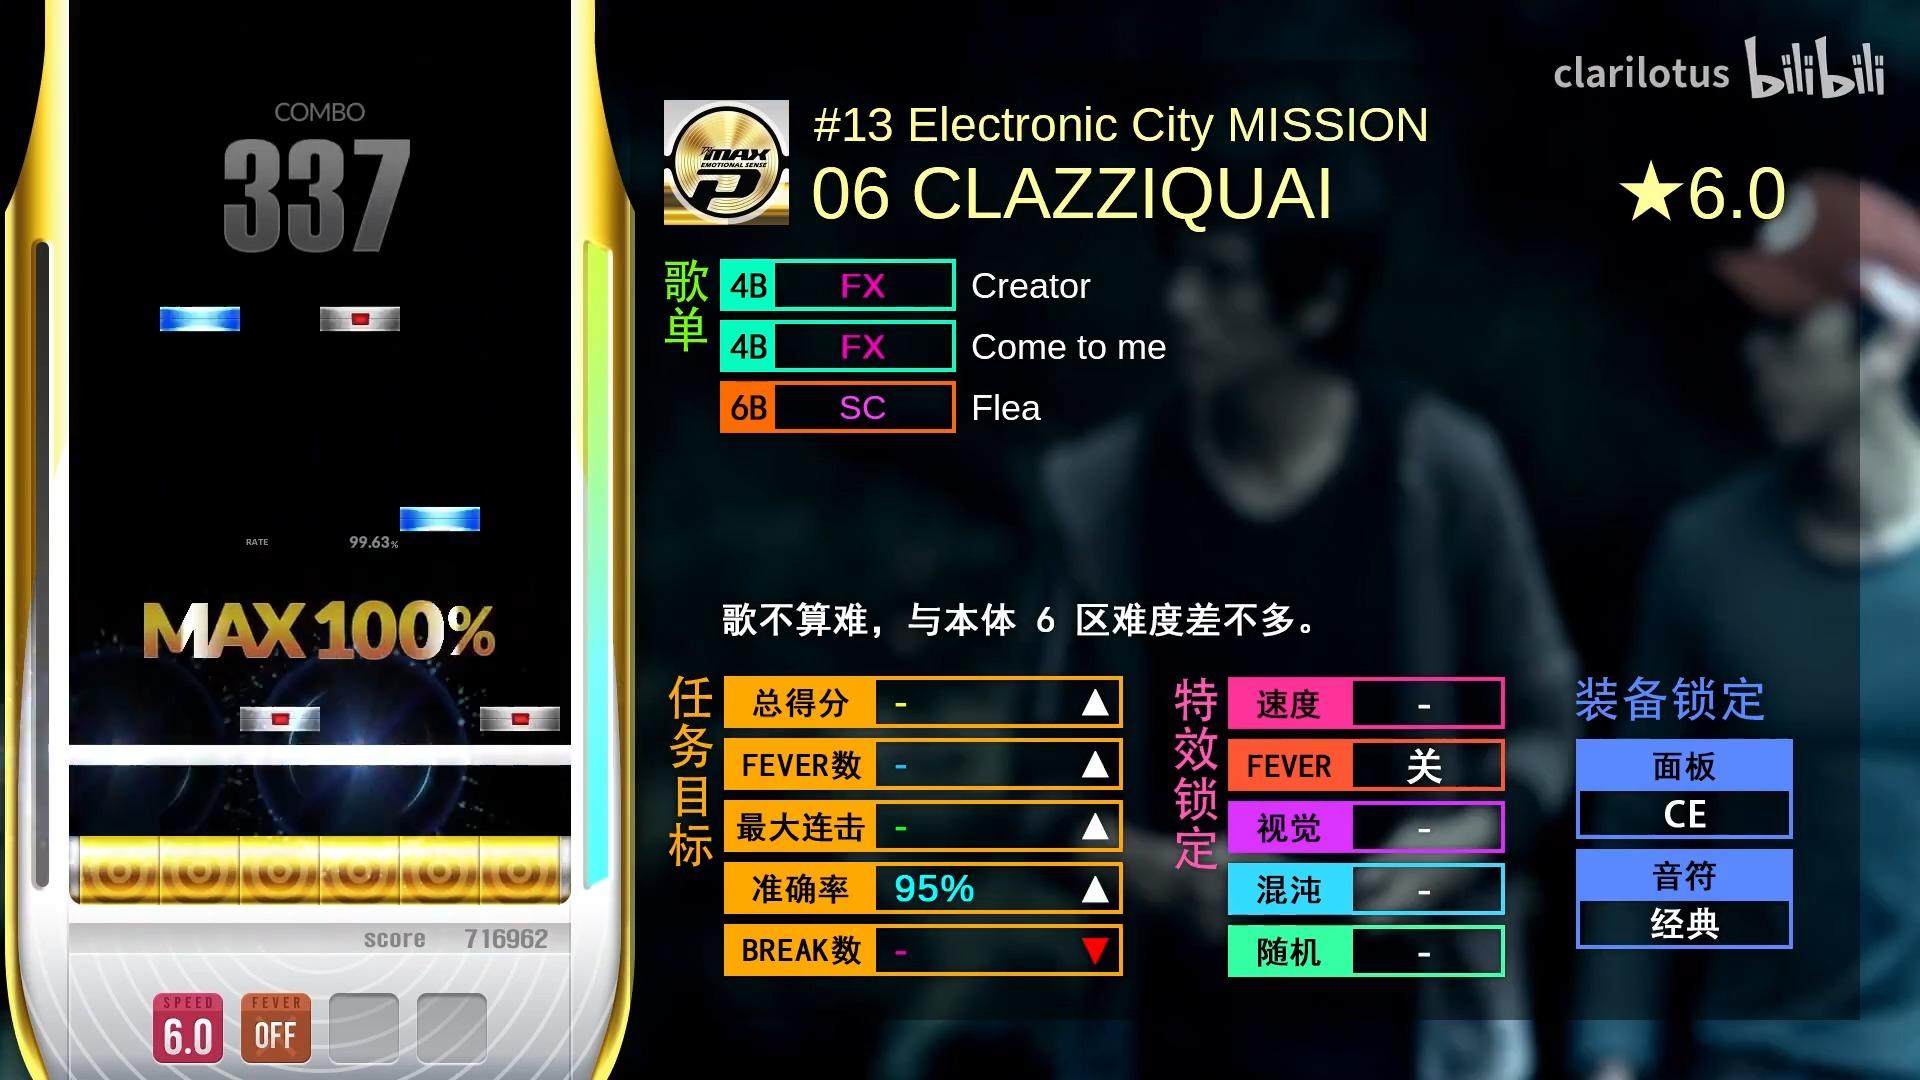 clarilotus bilibili
COMBO
337
RATE 99.63%
MAX 100%
score 716962
SPEED
6.0
FEVER
OFF
MAX
EMOTIONAL SENSE
#13 Electronic City MISSION
06 CLAZZIQUAI
★6.0
歌单
4B FX Creator
4B FX Come to me
6B SC Flea
歌不算难，与本体 6 区难度差不多。
任务目标
总得分 - ▲
FEVER数 - ▲
最大连击 - ▲
准确率 95% ▲
BREAK数 - ▼
特效锁定
速度 -
FEVER 关
视觉 -
混沌 -
随机 -
装备锁定
面板
CE
音符
经典